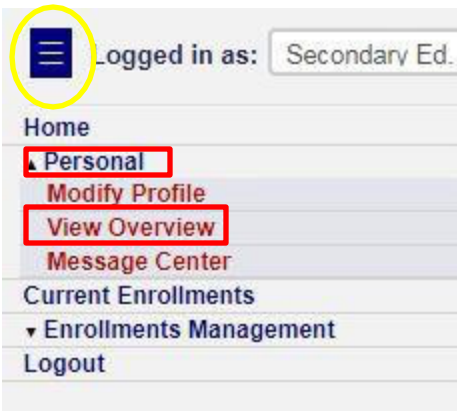 Logged in as: Secondary Ed.
Home
▴ Personal
Modify Profile
View Overview
Message Center
Current Enrollments
▾ Enrollments Management
Logout